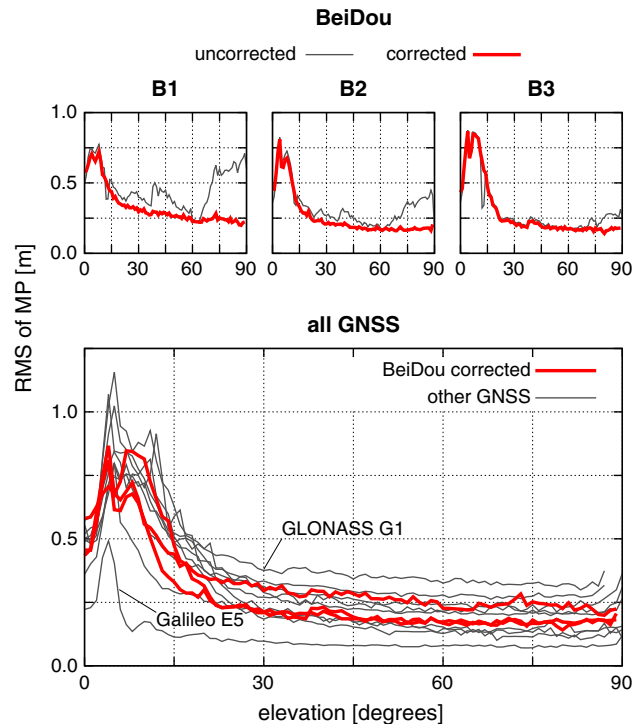 BeiDou
uncorrected corrected
B1 B2 B3
1.0
0.5
0.0
0 30 60 90 0 30 60 90 0 30 60 90
RMS of MP [m]
all GNSS
BeiDou corrected
other GNSS
1.0
GLONASS G1
0.5
Galileo E5
0.0
0 30 60 90
elevation [degrees]